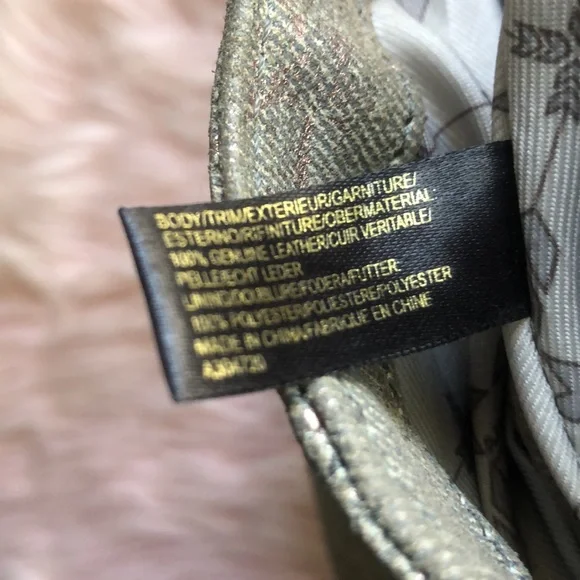 BODY/TRIM/EXTERIEUR/GARNITURE/
ESTERNO/RIFINITURE/OBERMATERIAL:
100% GENUINE LEATHER/CUIR VERITABLE/
PELLE/ECHT LEDER
LINING/DOUBLURE/FODERA/FUTTER:
100% POLYESTER/POLIESTERE/POLYESTER
MADE IN CHINA/FABRIQUE EN CHINE